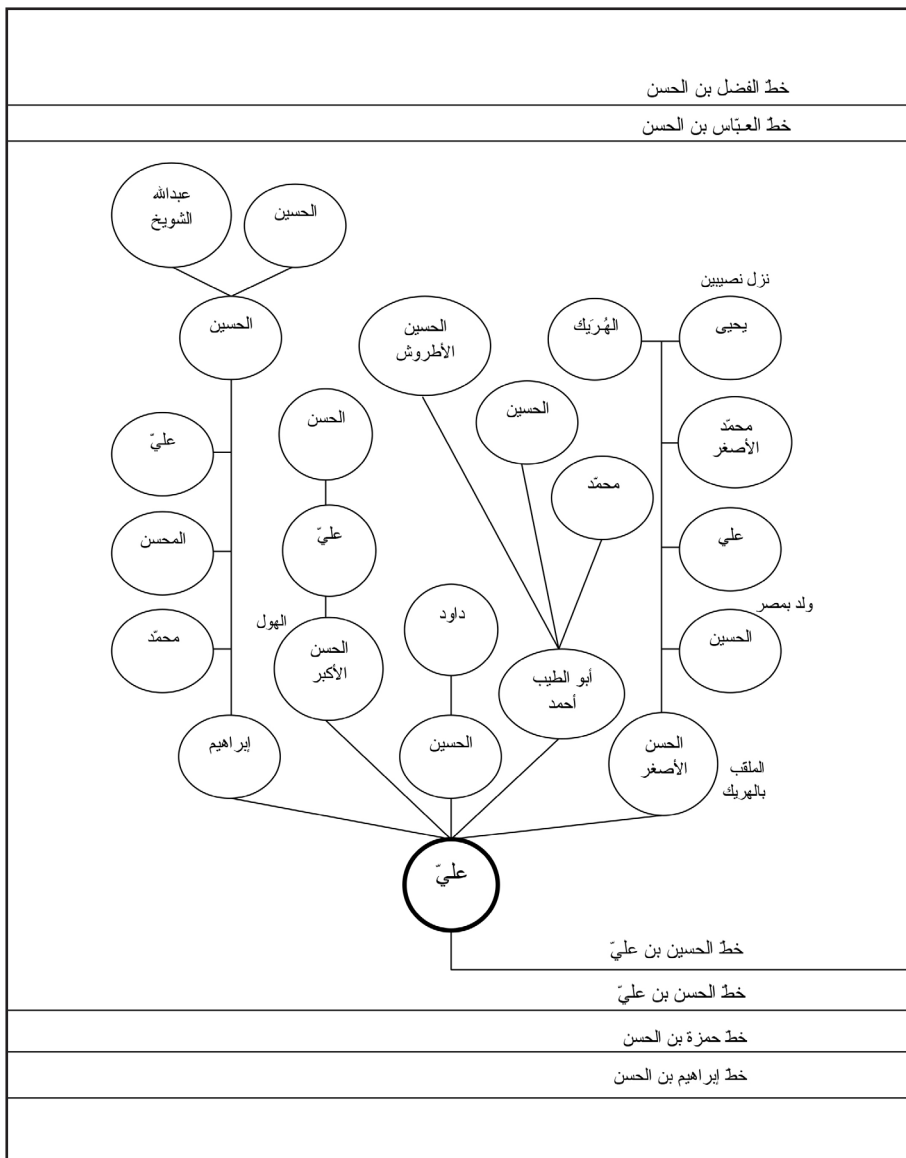 خطّ الفضل بن الحسن
خطّ العبّاس بن الحسن
عبدالله
الشويخ
الحسين
نزل نصيبين
يحيى
الهُرَيك
الحسين
الأطروش
الحسين
الحسن
الحسين
محمّد
الأصغر
عليّ
محمّد
عليّ
علي
المحسن
ولد بمصر
الحسين
داود
الهول
الحسن
الأكبر
محمّد
أبو الطيب
أحمد
الحسن
الأصغر
الملقّب
بالهريك
الحسين
إبراهيم
عليّ
خطّ الحسين بن عليّ
خطّ الحسن بن عليّ
خطّ حمزة بن الحسن
خطّ إبراهيم بن الحسن